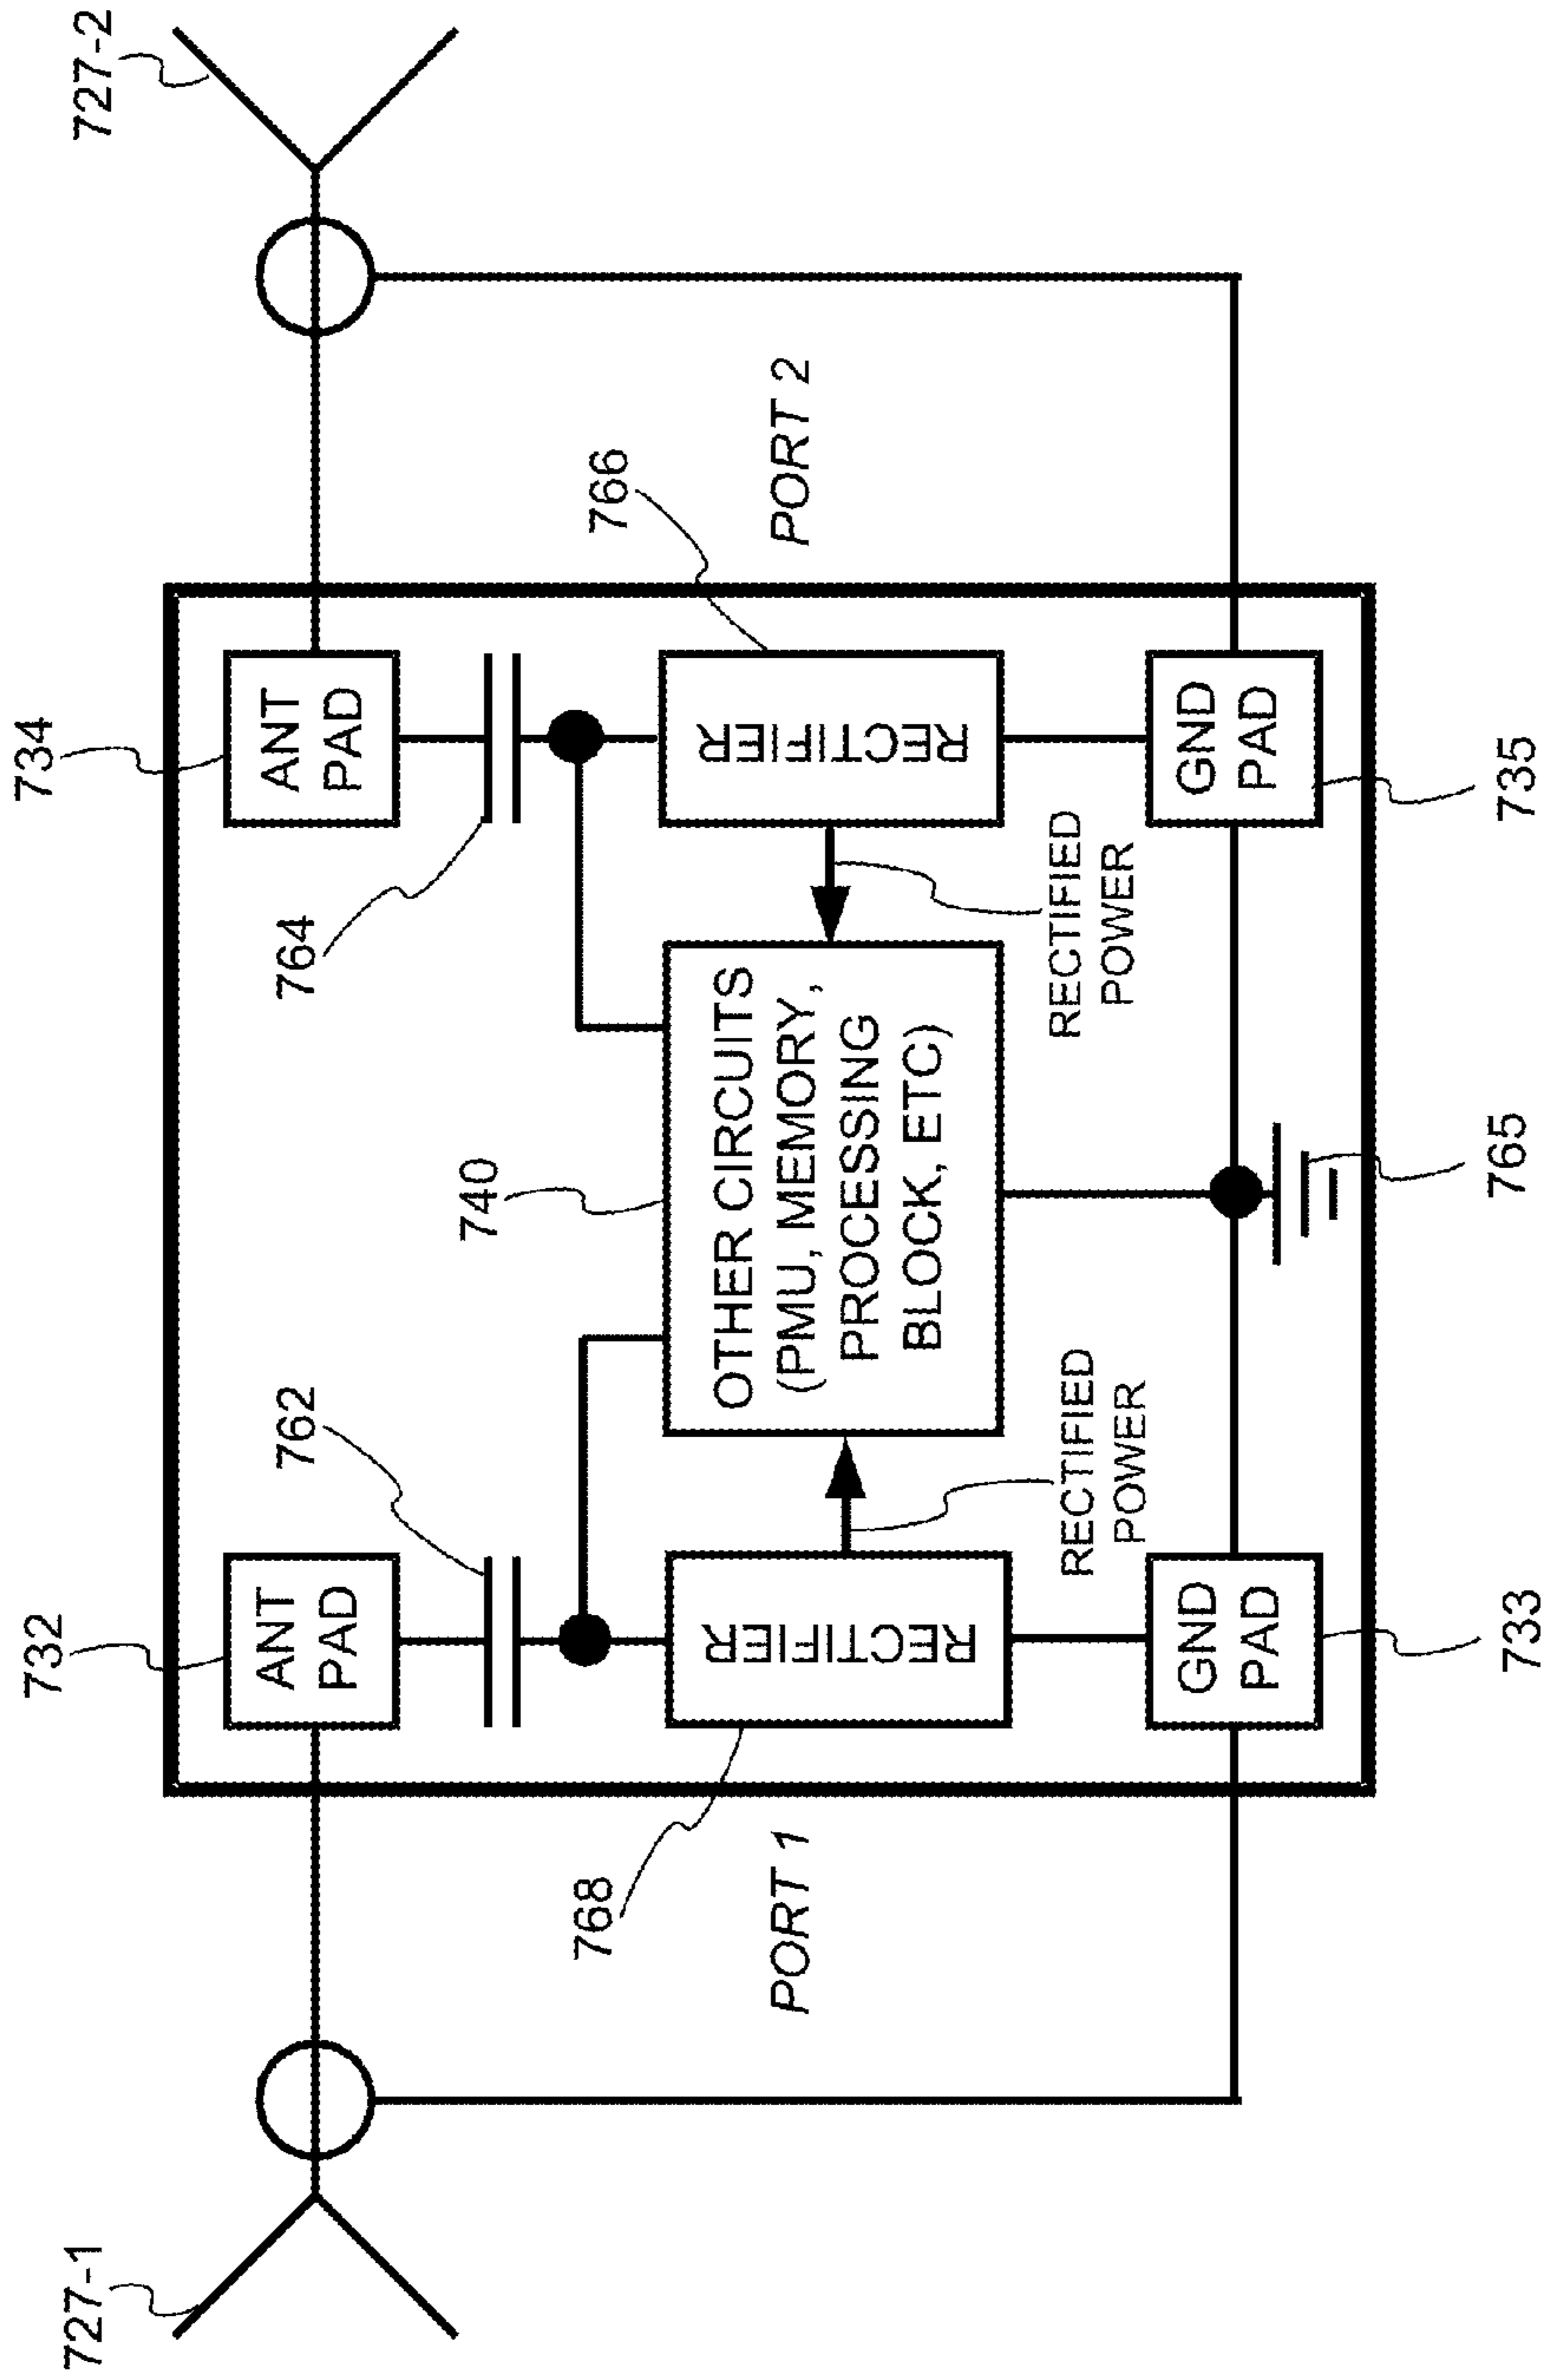 727-1
727-2
732
734
ANT
PAD
ANT
PAD
762
764
740
768
766
PORT 1
PORT 2
RECTIFIER
OTHER CIRCUITS
(PMU, MEMORY,
PROCESSING
BLOCK, ETC)
RECTIFIER
RECTIFIED
POWER
RECTIFIED
POWER
GND
PAD
GND
PAD
733
765
735